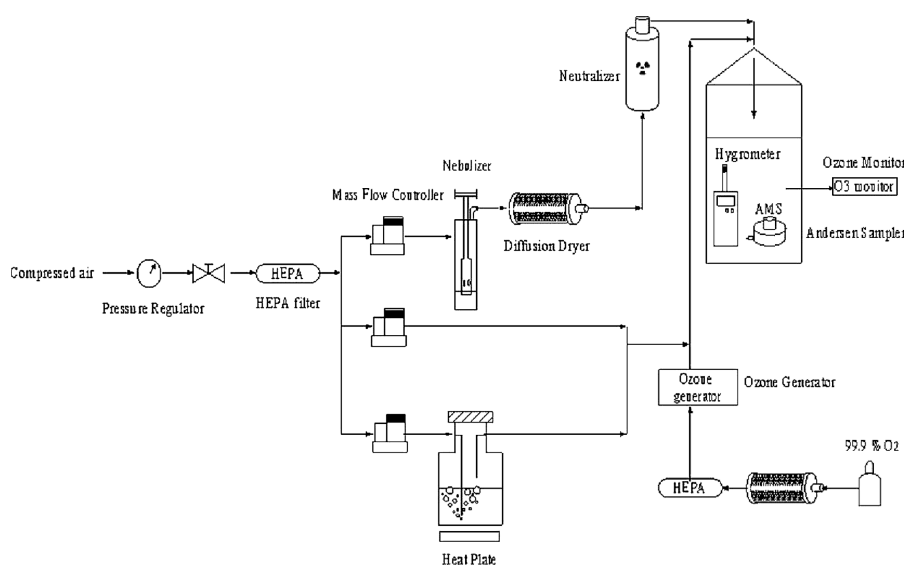 Neutralizer
Hygrometer
Ozone Monitor
O3 monitor
AMS
Andersen Sampler
Nebulizer
Mass Flow Controller
Diffusion Dryer
Compressed air
HEPA
HEPA filter
Pressure Regulator
Ozone
generator
Ozone Generator
99.9 % O2
HEPA
Heat Plate